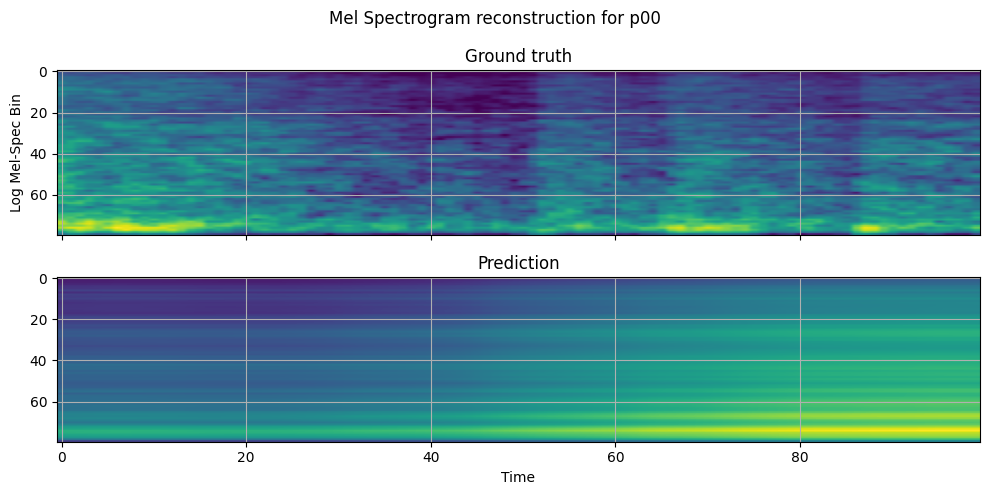 Mel Spectrogram reconstruction for p00
Ground truth
Log Mel-Spec Bin
0
20
40
60
Prediction
0
20
40
60
0 20 40 60 80
Time